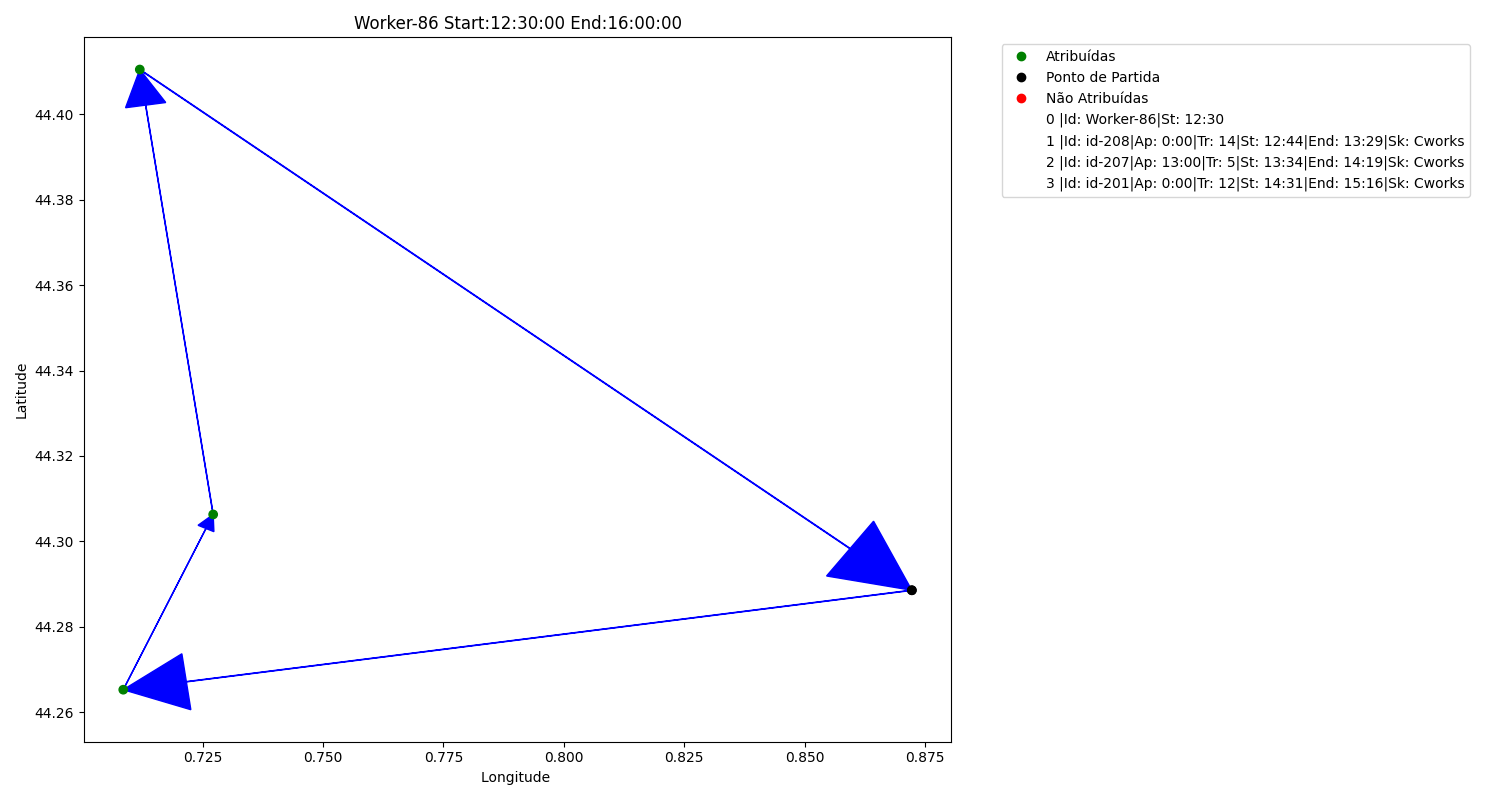 Worker-86 Start:12:30:00 End:16:00:00
Atribuídas
Ponto de Partida
Não Atribuídas
0 |Id: Worker-86|St: 12:30
1 |Id: id-208|Ap: 0:00|Tr: 14|St: 12:44|End: 13:29|Sk: Cworks
2 |Id: id-207|Ap: 13:00|Tr: 5|St: 13:34|End: 14:19|Sk: Cworks
3 |Id: id-201|Ap: 0:00|Tr: 12|St: 14:31|End: 15:16|Sk: Cworks
Latitude
44.40
44.38
44.36
44.34
44.32
44.30
44.28
44.26
0.725 0.750 0.775 0.800 0.825 0.850 0.875
Longitude